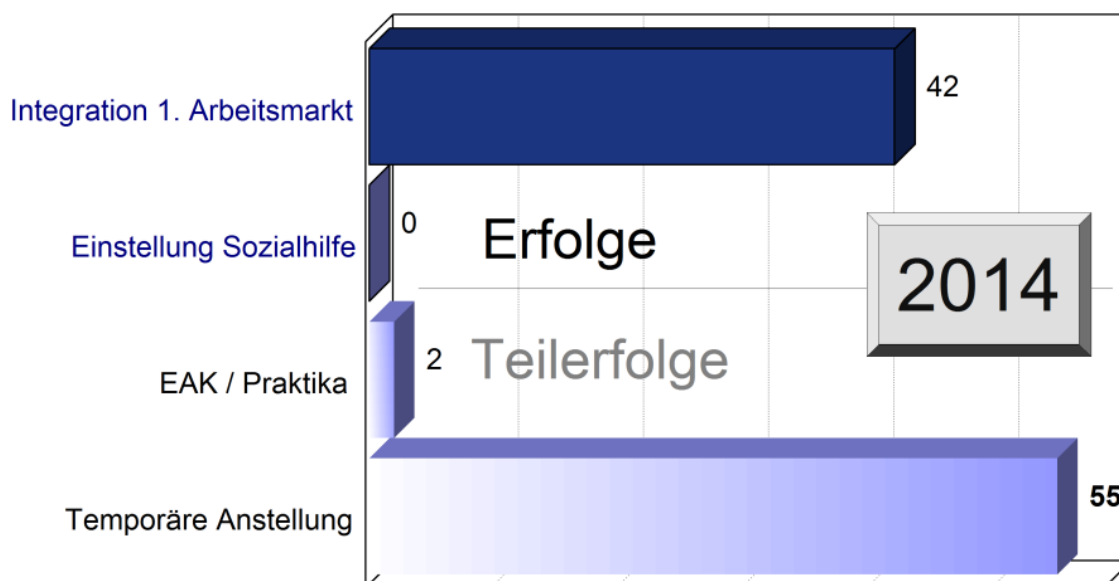 42
Integration 1. Arbeitsmarkt
0
Einstellung Sozialhilfe
Erfolge
2014
2
Teilerfolge
EAK / Praktika
55
Temporäre Anstellung